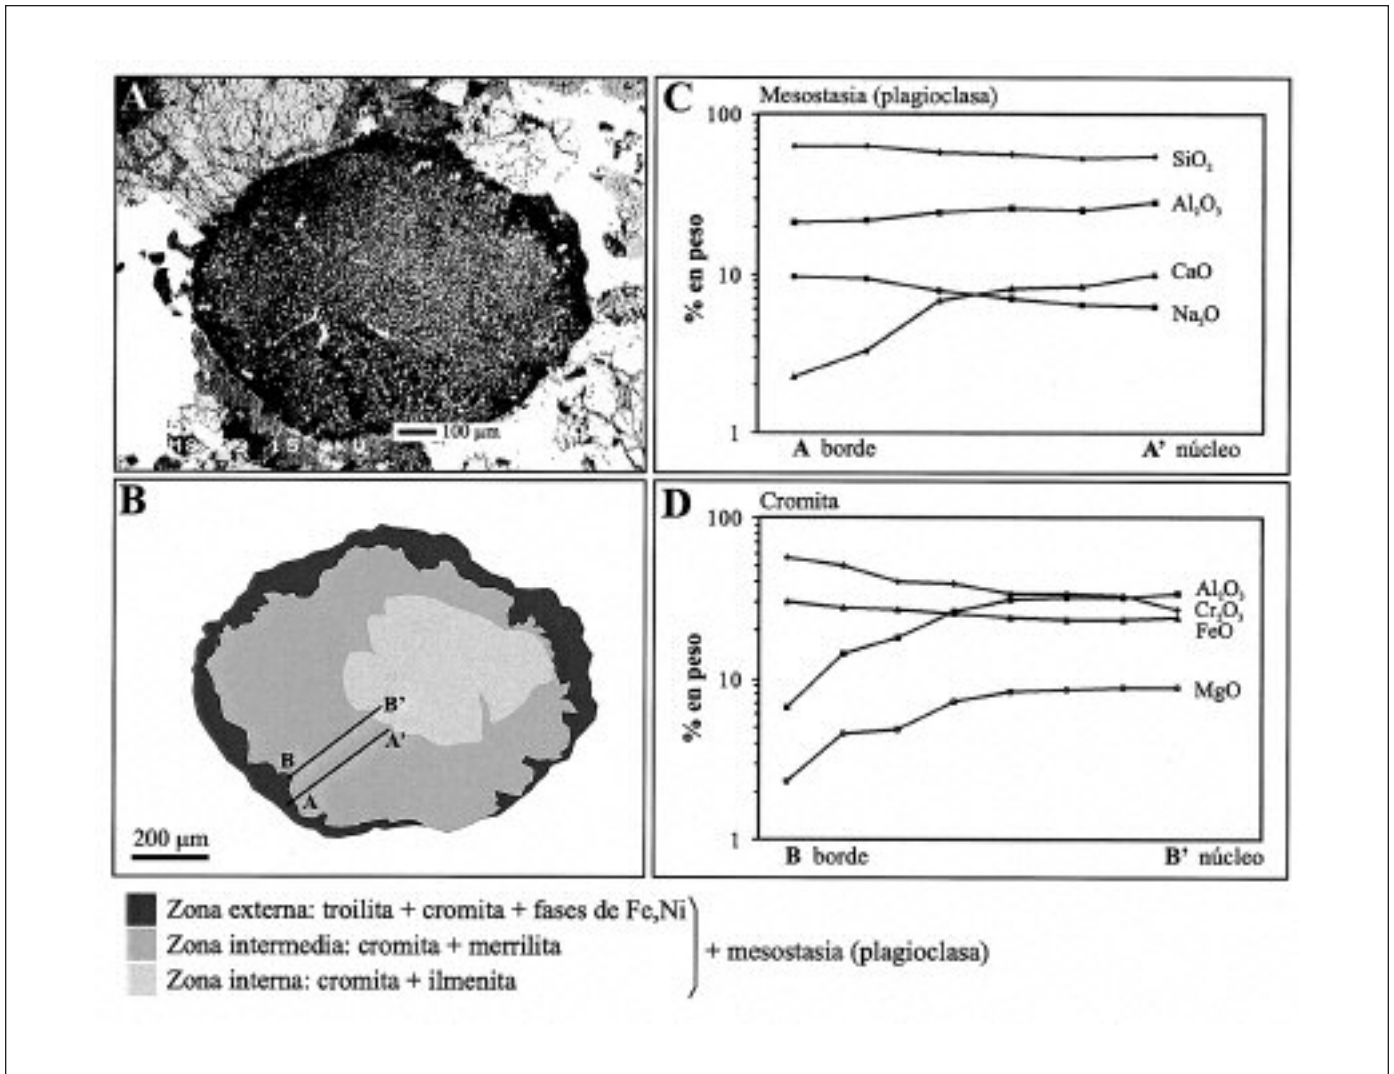 A
100 µm
B
B'
A'
B
A
200 µm
C
Mesostasia (plagioclasa)
100
10
1
% en peso
SiO₂
Al₂O₃
CaO
Na₂O
A borde
A' núcleo
D
Cromita
100
10
1
% en peso
Al₂O₃
Cr₂O₃
FeO
MgO
B borde
B' núcleo
Zona externa: troilita + cromita + fases de Fe,Ni
Zona intermedia: cromita + merrilita
Zona interna: cromita + ilmenita
+ mesostasia (plagioclasa)